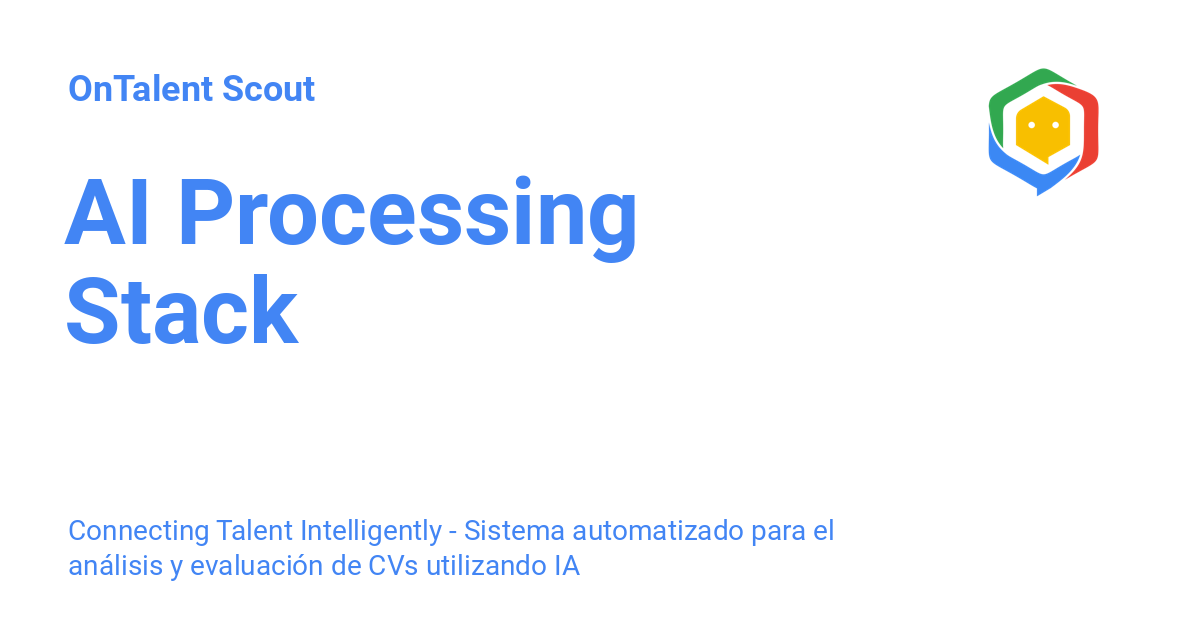 OnTalent Scout
AI Processing
Stack
Connecting Talent Intelligently - Sistema automatizado para el
análisis y evaluación de CVs utilizando IA